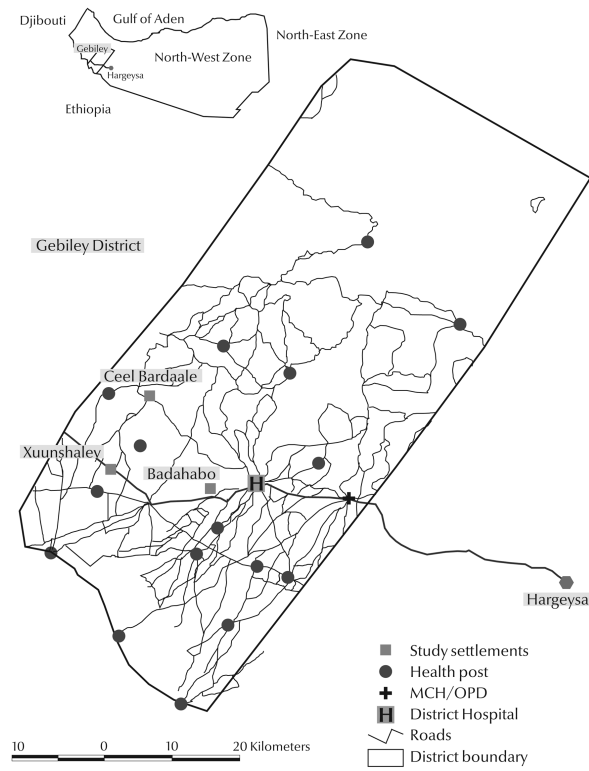 Djibouti
Gulf of Aden
North-East Zone
Gebiley
North-West Zone
Hargeysa
Ethiopia
Gebiley District
Ceel Bardaale
Xuunshaley
Badahabo
H
Hargeysa
Study settlements
Health post
MCH/OPD
H District Hospital
Roads
District boundary
10 0 10 20 Kilometers